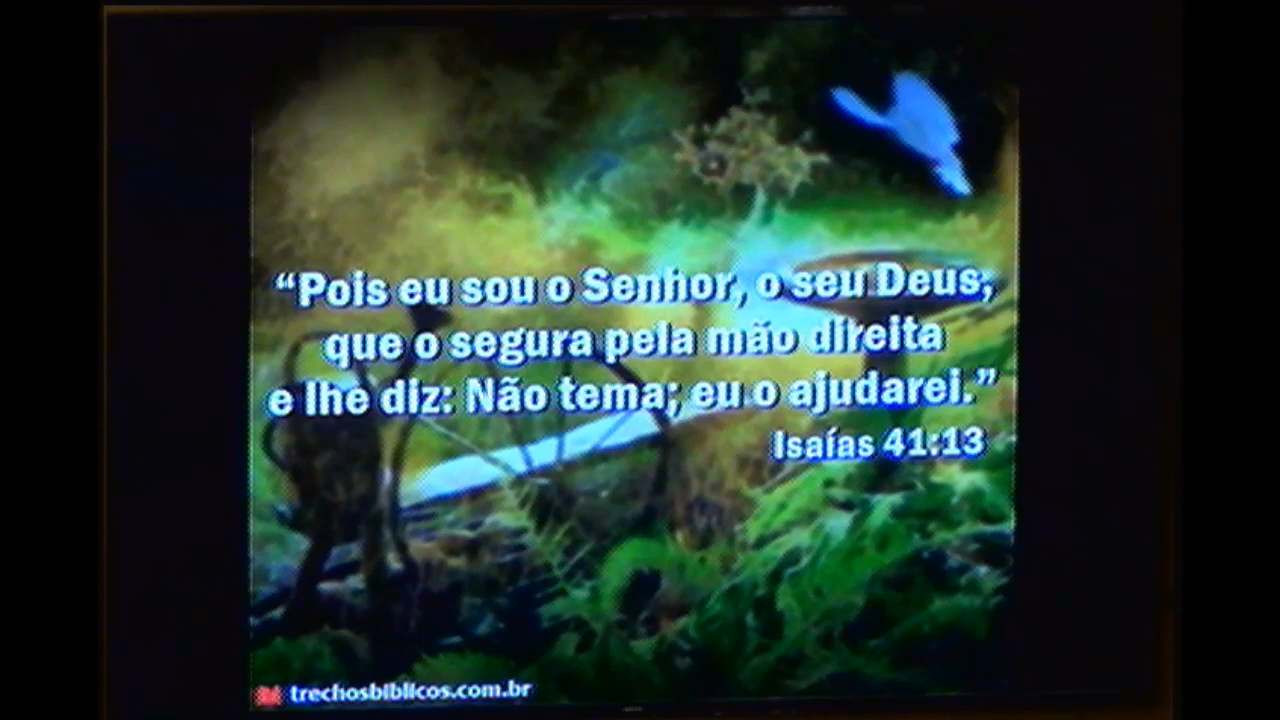 “Pois eu sou o Senhor, o seu Deus,
que o segura pela mão direita
e lhe diz: Não tema; eu o ajudarei.”
Isaías 41:13
trechosbiblicos.com.br